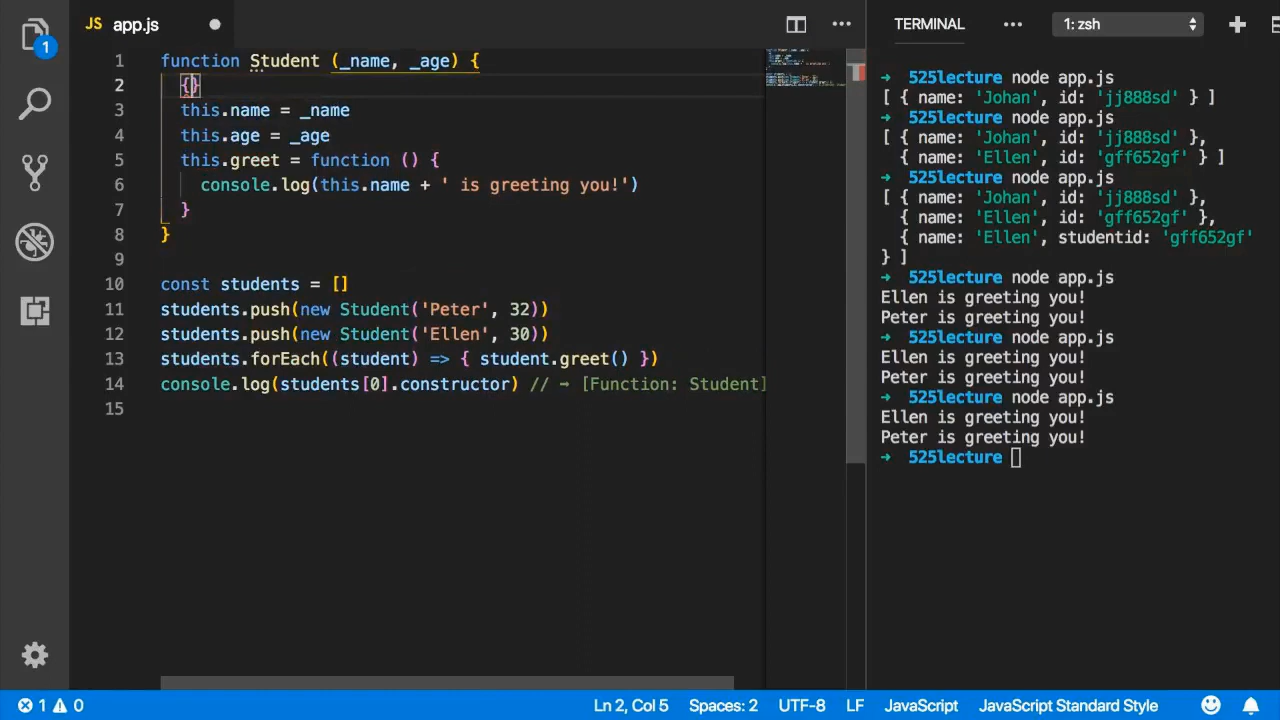 JS app.js
TERMINAL
1: zsh
1
1 function Student (_name, _age) {
2 {}
3 this.name = _name
4 this.age = _age
5 this.greet = function () {
6 console.log(this.name + ' is greeting you!')
7 }
8 }
9
10 const students = []
11 students.push(new Student('Peter', 32))
12 students.push(new Student('Ellen', 30))
13 students.forEach((student) => { student.greet() })
14 console.log(students[0].constructor) // ➡ [Function: Student]
15
➜ 525lecture node app.js
[ { name: 'Johan', id: 'jj888sd' } ]
➜ 525lecture node app.js
[ { name: 'Johan', id: 'jj888sd' },
{ name: 'Ellen', id: 'gff652gf' } ]
➜ 525lecture node app.js
[ { name: 'Johan', id: 'jj888sd' },
{ name: 'Ellen', id: 'gff652gf' },
{ name: 'Ellen', studentid: 'gff652gf'
} ]
➜ 525lecture node app.js
Ellen is greeting you!
Peter is greeting you!
➜ 525lecture node app.js
Ellen is greeting you!
Peter is greeting you!
➜ 525lecture node app.js
Ellen is greeting you!
Peter is greeting you!
➜ 525lecture
1 0 Ln 2, Col 5 Spaces: 2 UTF-8 LF JavaScript JavaScript Standard Style